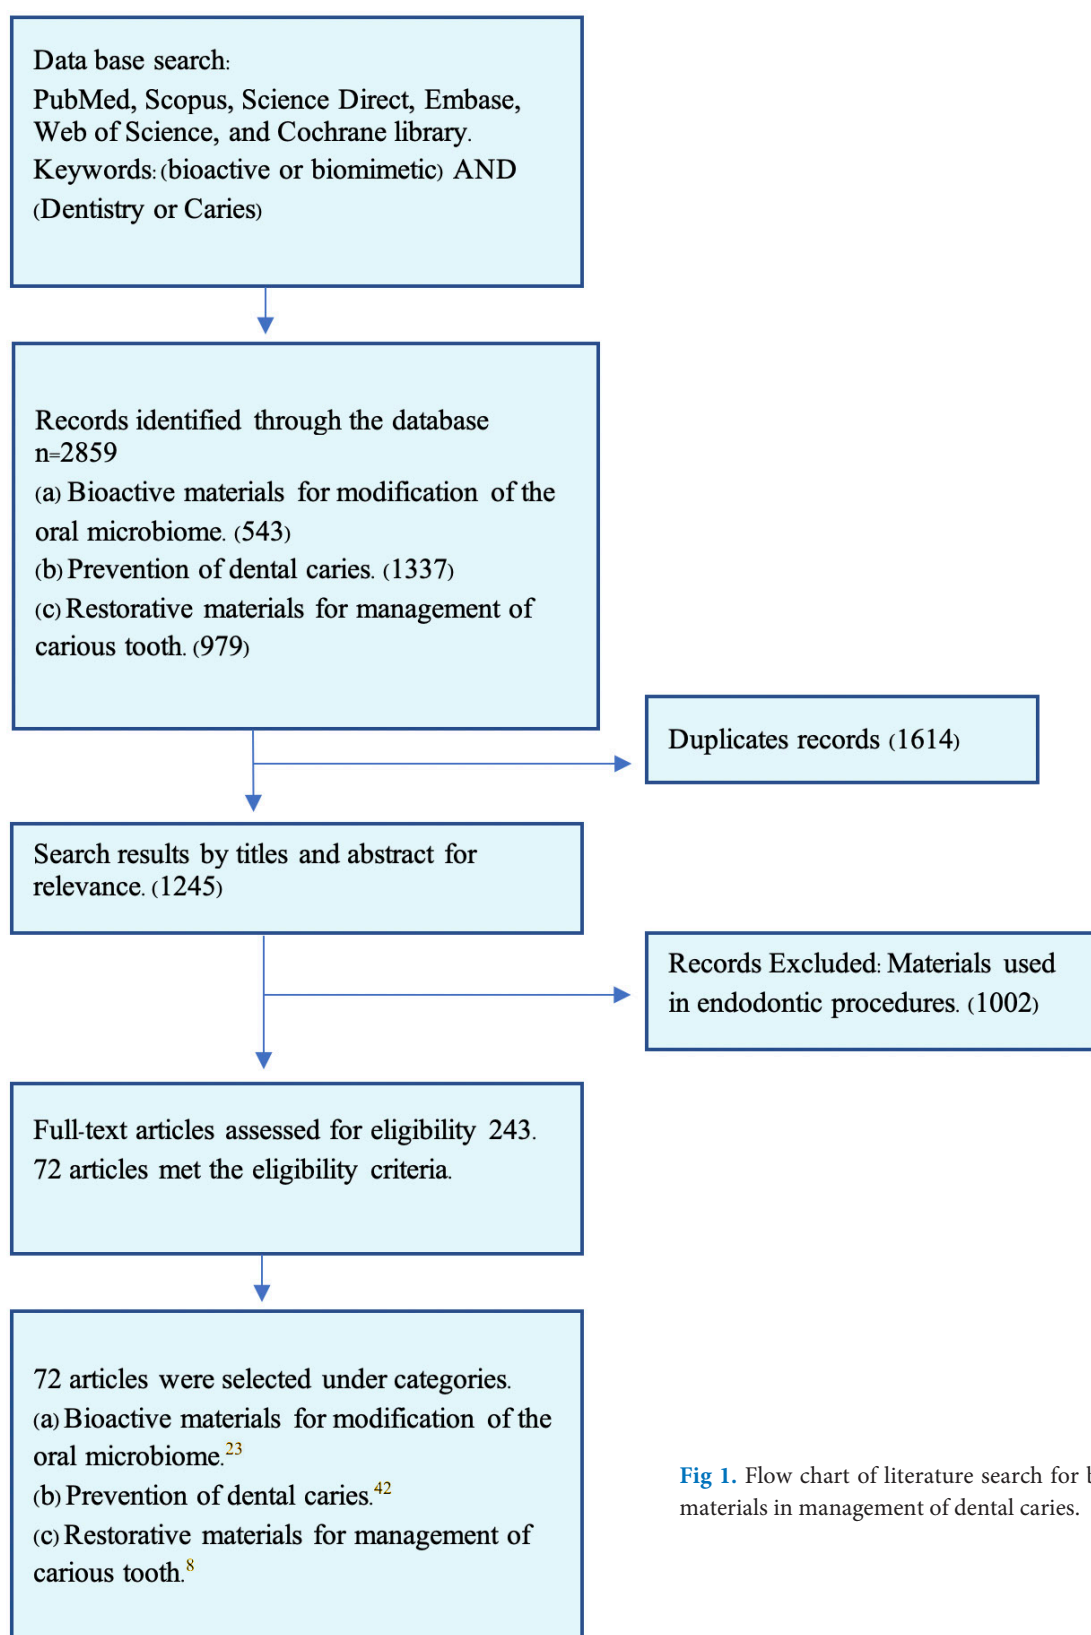 Data base search:
PubMed, Scopus, Science Direct, Embase,
Web of Science, and Cochrane library.
Keywords: (bioactive or biomimetic) AND
(Dentistry or Caries)
Records identified through the database
n=2859
(a) Bioactive materials for modification of the
oral microbiome. (543)
(b) Prevention of dental caries. (1337)
(c) Restorative materials for management of
carious tooth. (979)
Duplicates records (1614)
Search results by titles and abstract for
relevance. (1245)
Records Excluded: Materials used
in endodontic procedures. (1002)
Full-text articles assessed for eligibility 243.
72 articles met the eligibility criteria.
72 articles were selected under categories.
(a) Bioactive materials for modification of the
oral microbiome.23
(b) Prevention of dental caries.42
(c) Restorative materials for management of
carious tooth.8
Fig 1. Flow chart of literature search for
materials in management of dental caries.